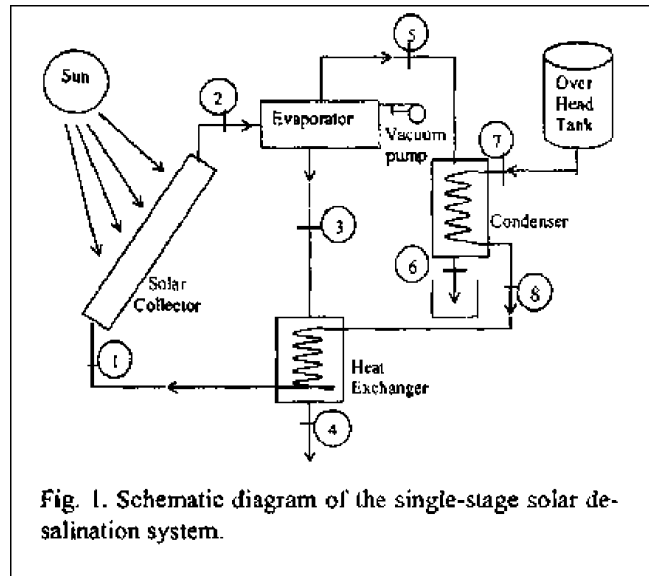 Sun
2
Evaporator
5
Vacuum
pump
Over
Head
Tank
7
Condenser
3
6
8
Solar
Collector
1
Heat
Exchanger
4
Fig. 1. Schematic diagram of the single-stage solar de-
salination system.